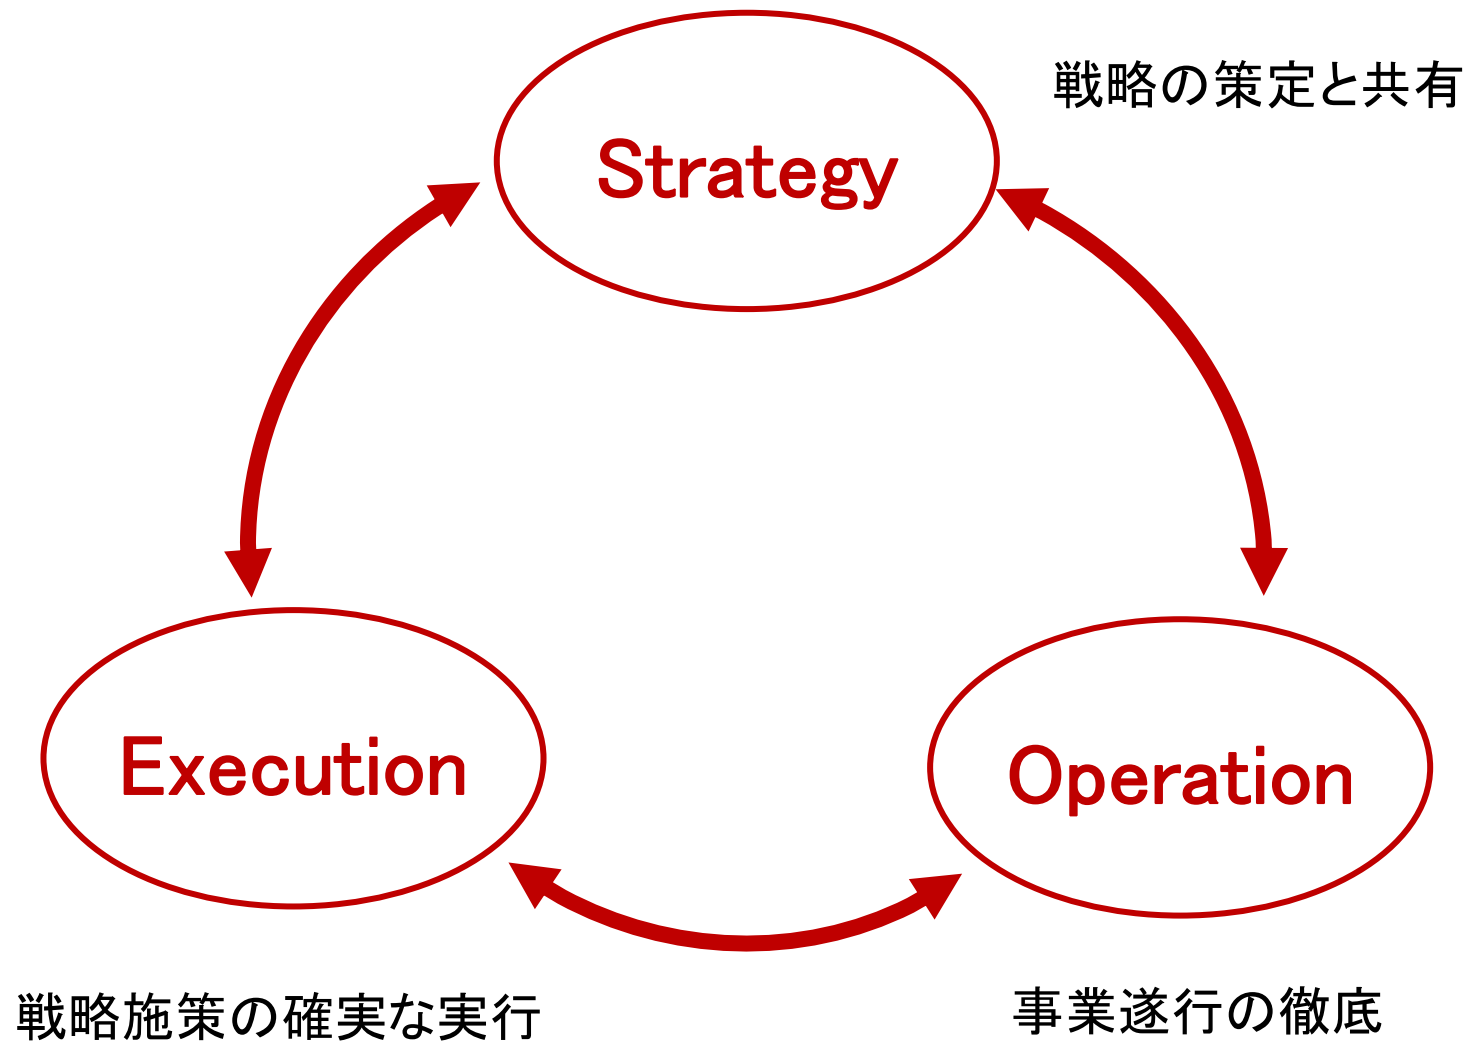 戦略の策定と共有
Strategy
Execution
Operation
戦略施策の確実な実行
事業遂行の徹底